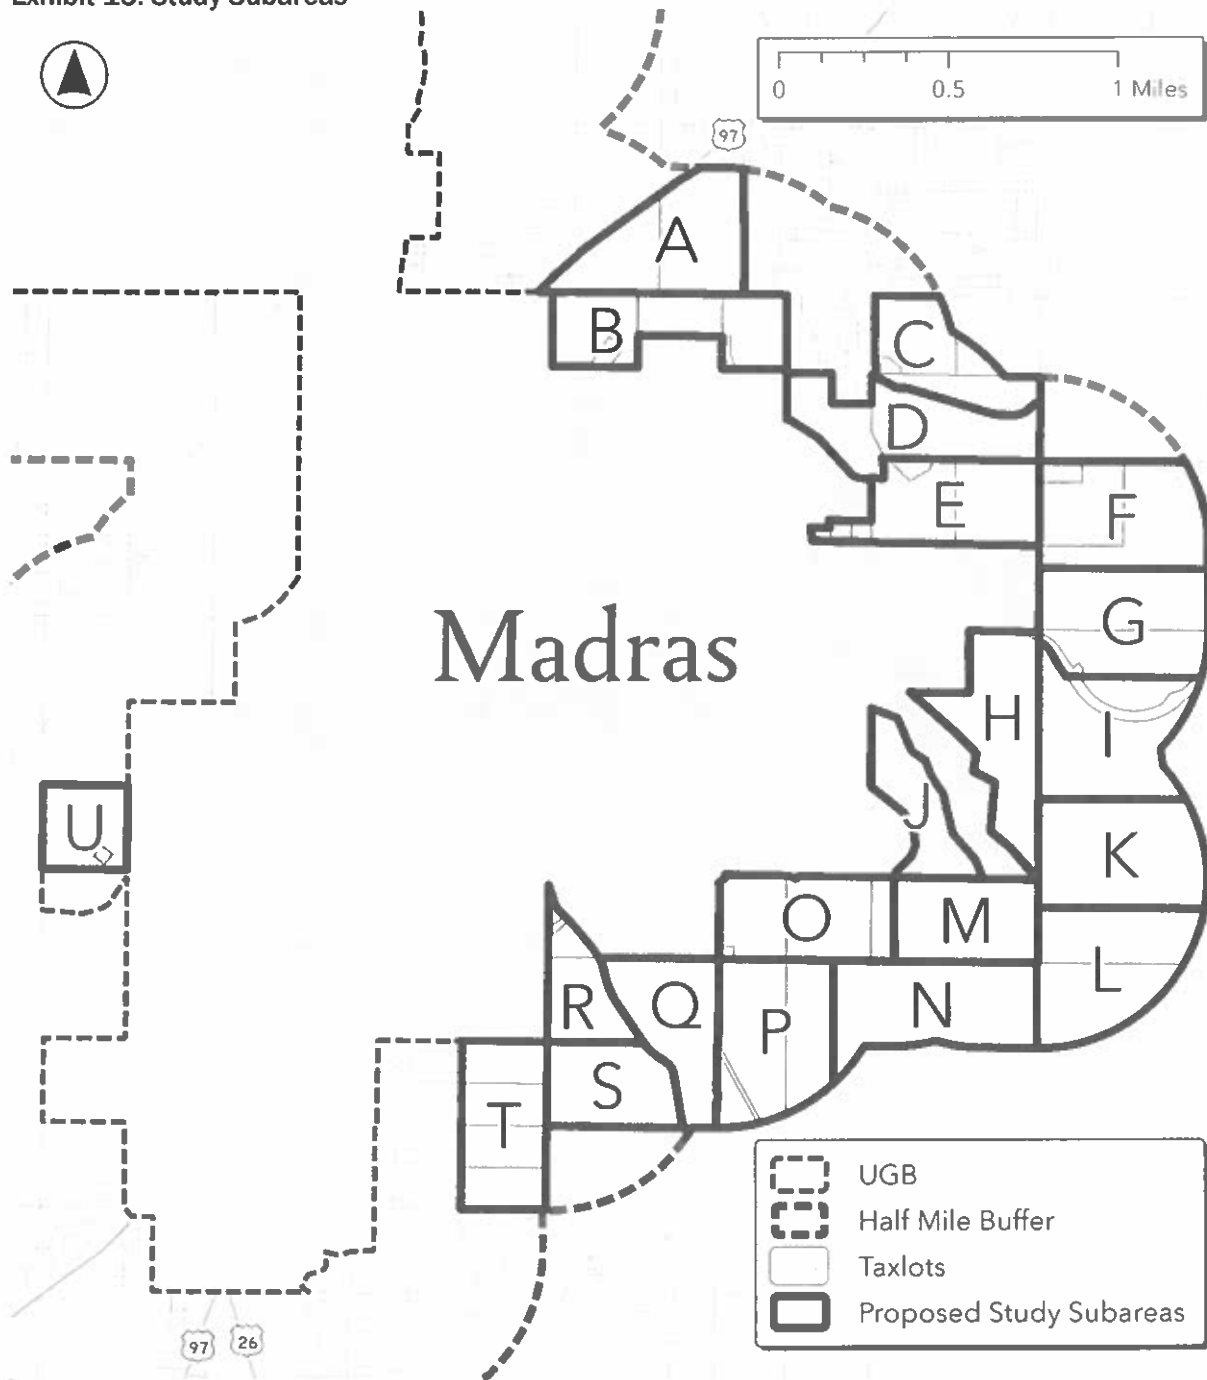 Exhibit 18. Study Subareas
0 0.5 1 Miles
97
A
B
C
D
E
F
Madras
G
H
I
U
J
K
O
M
L
R
Q
P
N
S
T
UGB
Half Mile Buffer
Taxlots
Proposed Study Subareas
97
26